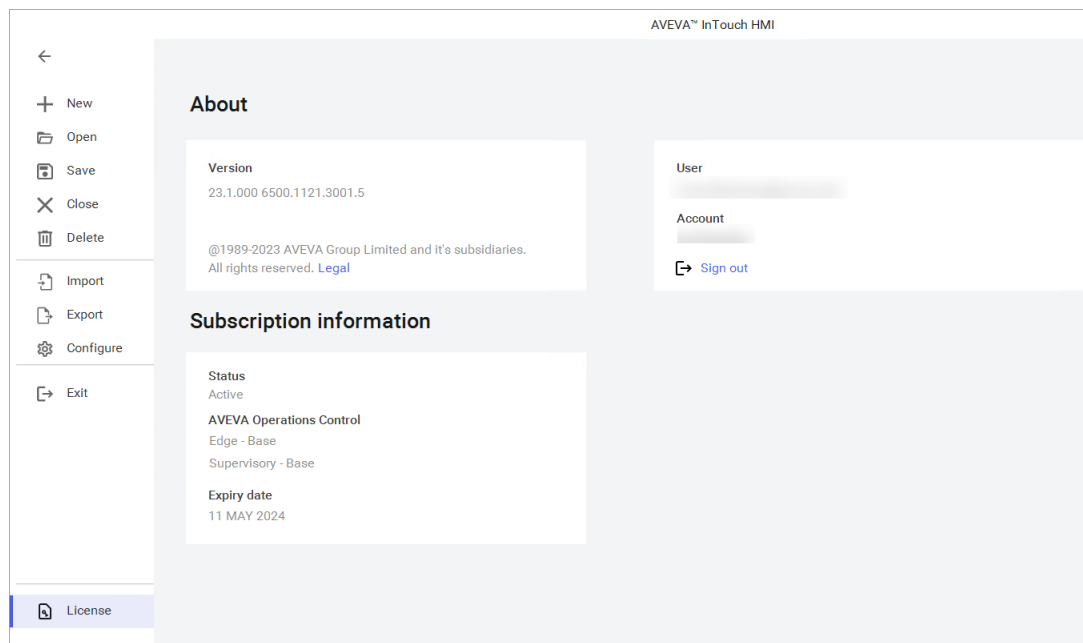 AVEVA™ InTouch HMI
New
Open
Save
Close
Delete
Import
Export
Configure
Exit
License
About
Version
23.1.000 6500.1121.3001.5
@1989-2023 AVEVA Group Limited and it's subsidiaries.
All rights reserved. Legal
User
Account
Sign out
Subscription information
Status
Active
AVEVA Operations Control
Edge - Base
Supervisory - Base
Expiry date
11 MAY 2024